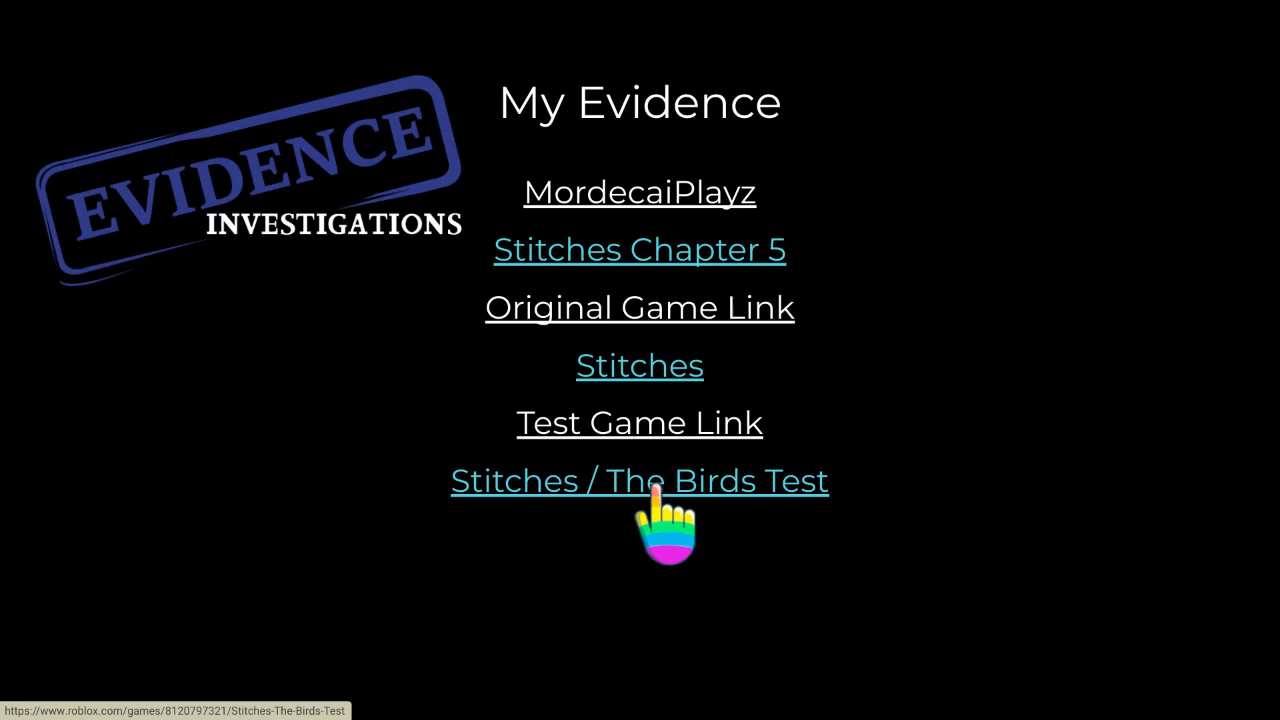 My Evidence
EVIDENCE
INVESTIGATIONS
MordecaiPlayz
Stitches Chapter 5
Original Game Link
Stitches
Test Game Link
Stitches / The Birds Test
https://www.roblox.com/games/8120797321/Stitches-The-Birds-Test